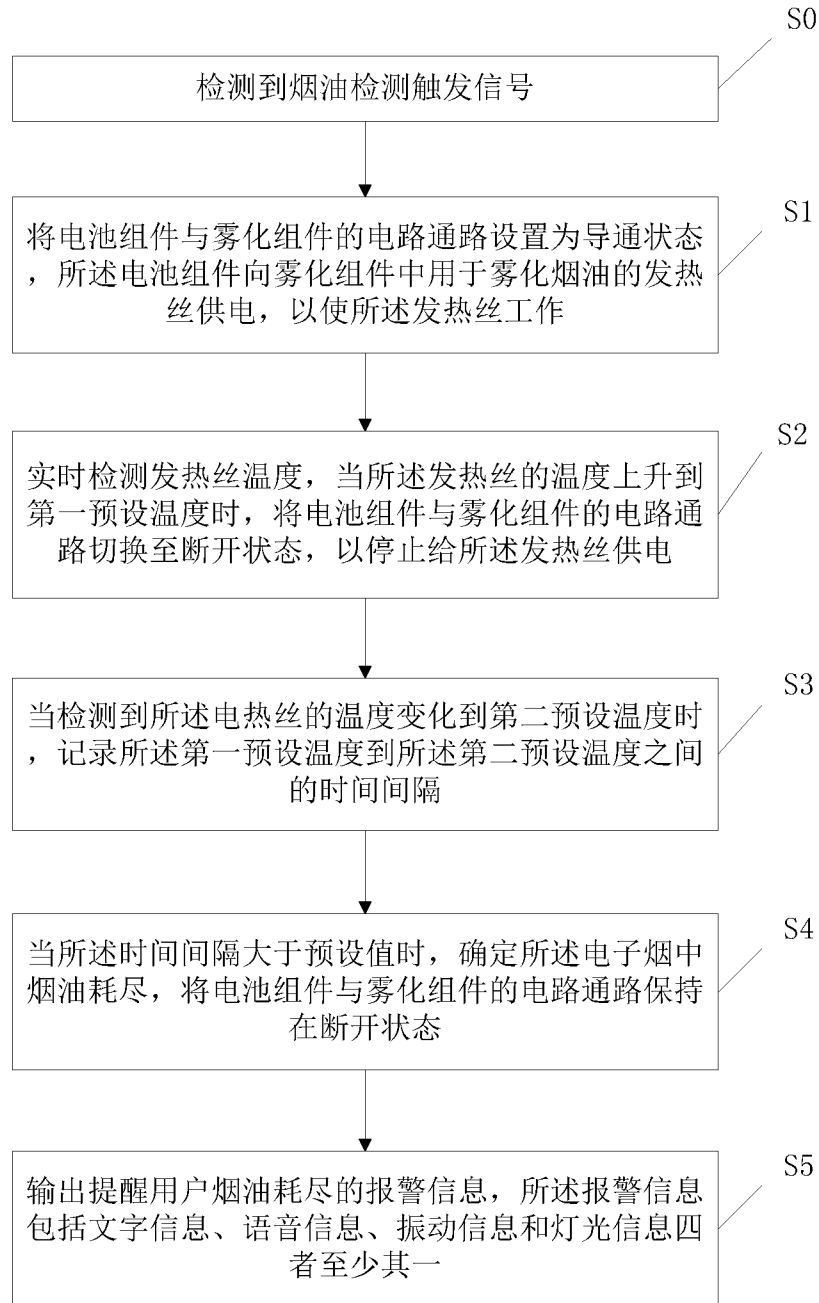 S0
检测到烟油检测触发信号
S1
将电池组件与雾化组件的电路通路设置为导通状态
，所述电池组件向雾化组件中用于雾化烟油的发热
丝供电，以使所述发热丝工作
S2
实时检测发热丝温度，当所述发热丝的温度上升到
第一预设温度时，将电池组件与雾化组件的电路通
路切换至断开状态，以停止给所述发热丝供电
S3
当检测到所述电热丝的温度变化到第二预设温度时
，记录所述第一预设温度到所述第二预设温度之间
的时间间隔
S4
当所述时间间隔大于预设值时，确定所述电子烟中
烟油耗尽，将电池组件与雾化组件的电路通路保持
在断开状态
S5
输出提醒用户烟油耗尽的报警信息，所述报警信息
包括文字信息、语音信息、振动信息和灯光信息四
者至少其一